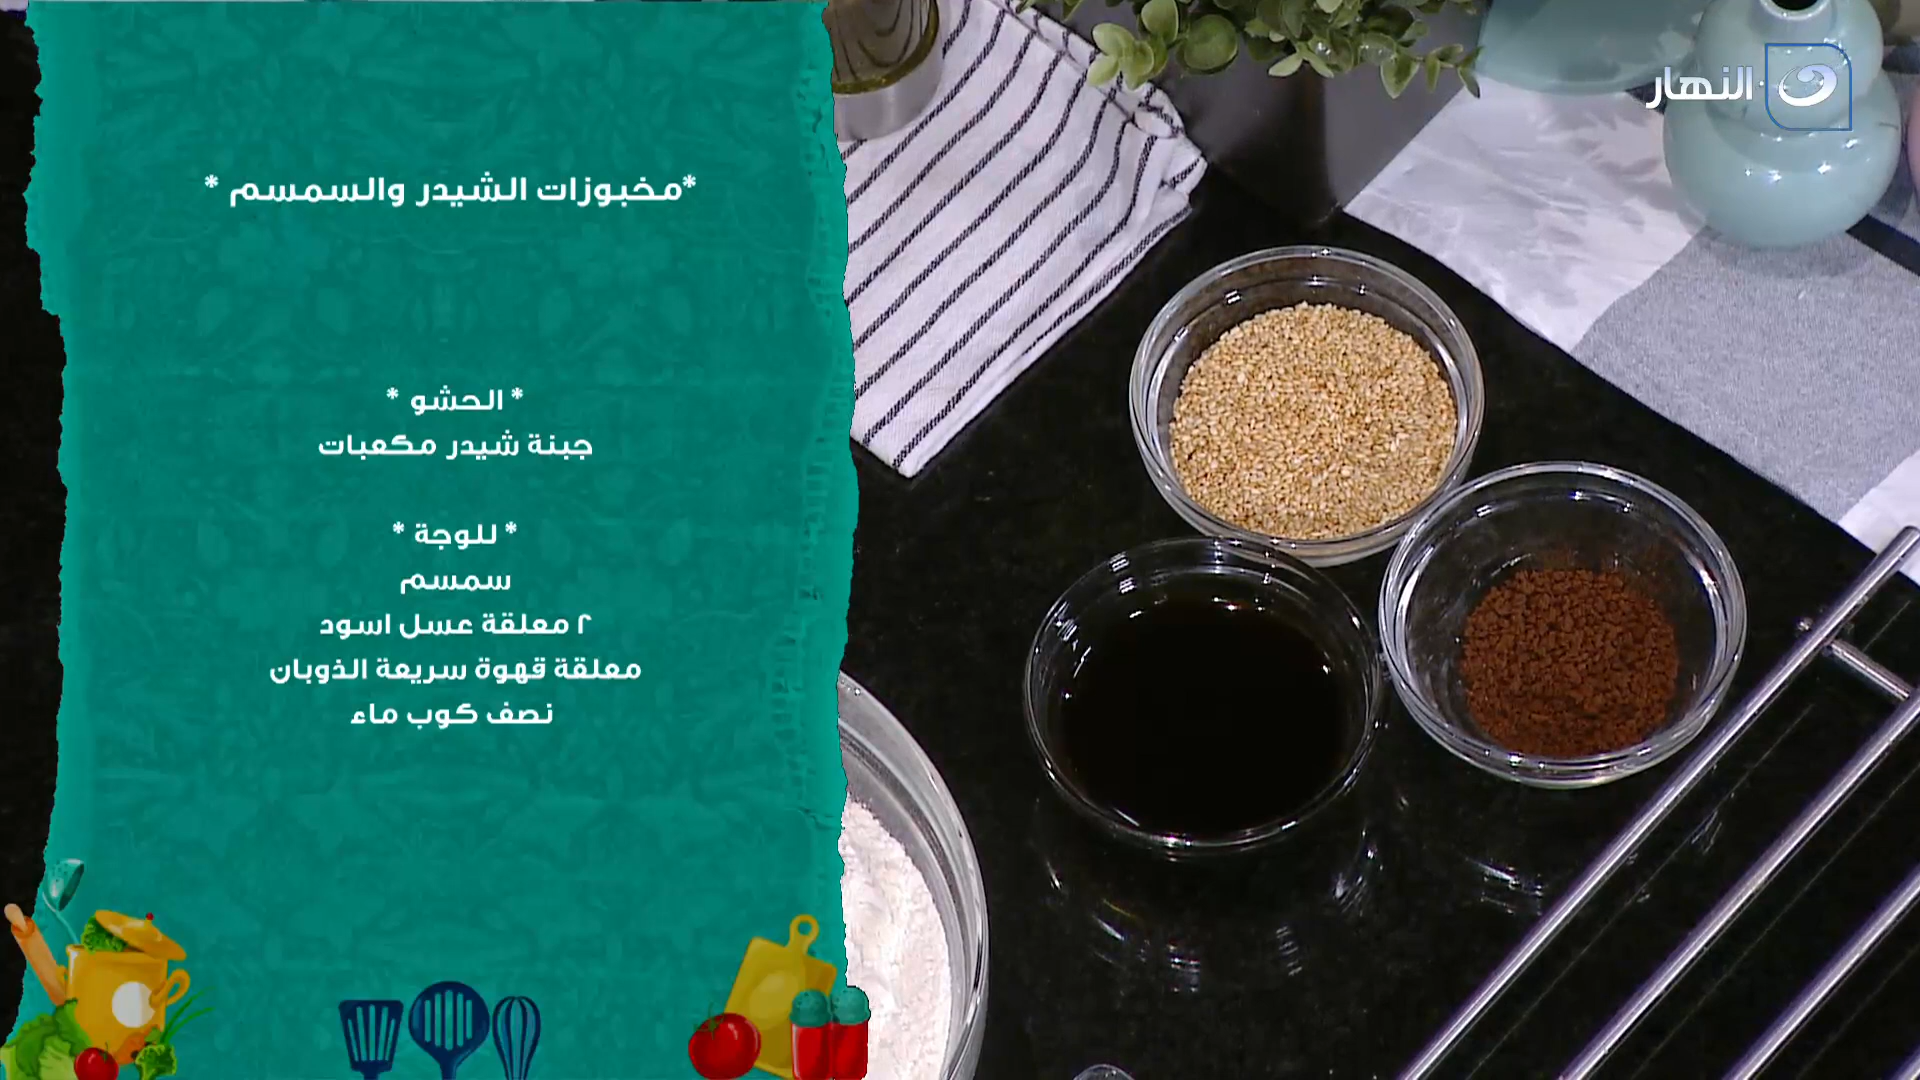 النهار
*مخبوزات الشيدر والسمسم *
* الحشو *
جبنة شيدر مكعبات
* للوجة *
سمسم
٢ معلقة عسل اسود
معلقة قهوة سريعة الذوبان
نصف كوب ماء